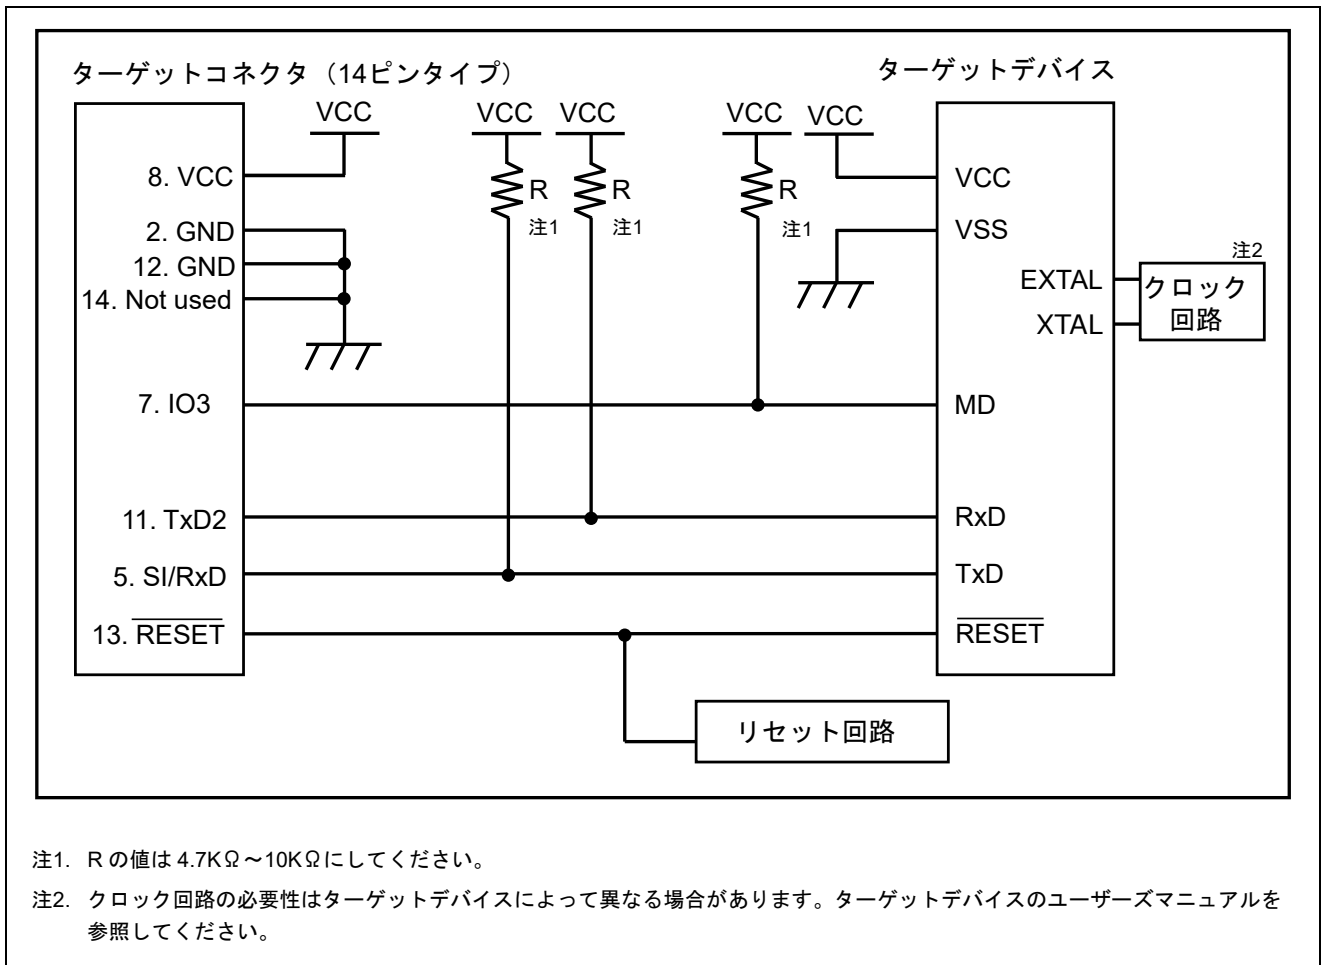 ターゲットコネクタ（14ピンタイプ）
ターゲットデバイス
VCC
VCC
VCC
VCC
VCC
8. VCC
R
注1
R
注1
R
注1
VCC
2. GND
VSS
12. GND
14. Not used
注2
EXTAL
XTAL
クロック
回路
7. IO3
MD
11. TxD2
RxD
5. SI/RxD
TxD
13. RESET
RESET
リセット回路
注1. R の値は 4.7KΩ～10KΩにしてください。
注2. クロック回路の必要性はターゲットデバイスによって異なる場合があります。ターゲットデバイスのユーザーズマニュアルを
参照してください。